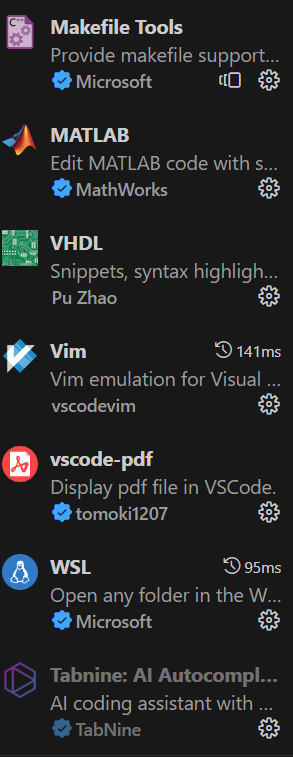 Makefile Tools
Provide makefile support...
Microsoft
MATLAB
Edit MATLAB code with s...
MathWorks
VHDL
Snippets, syntax highligh...
Pu Zhao
Vim 141ms
Vim emulation for Visual ...
vscodevim
vscode-pdf
Display pdf file in VSCode.
tomoki1207
WSL 95ms
Open any folder in the W...
Microsoft
Tabnine: AI Autocompl...
AI coding assistant with ...
TabNine